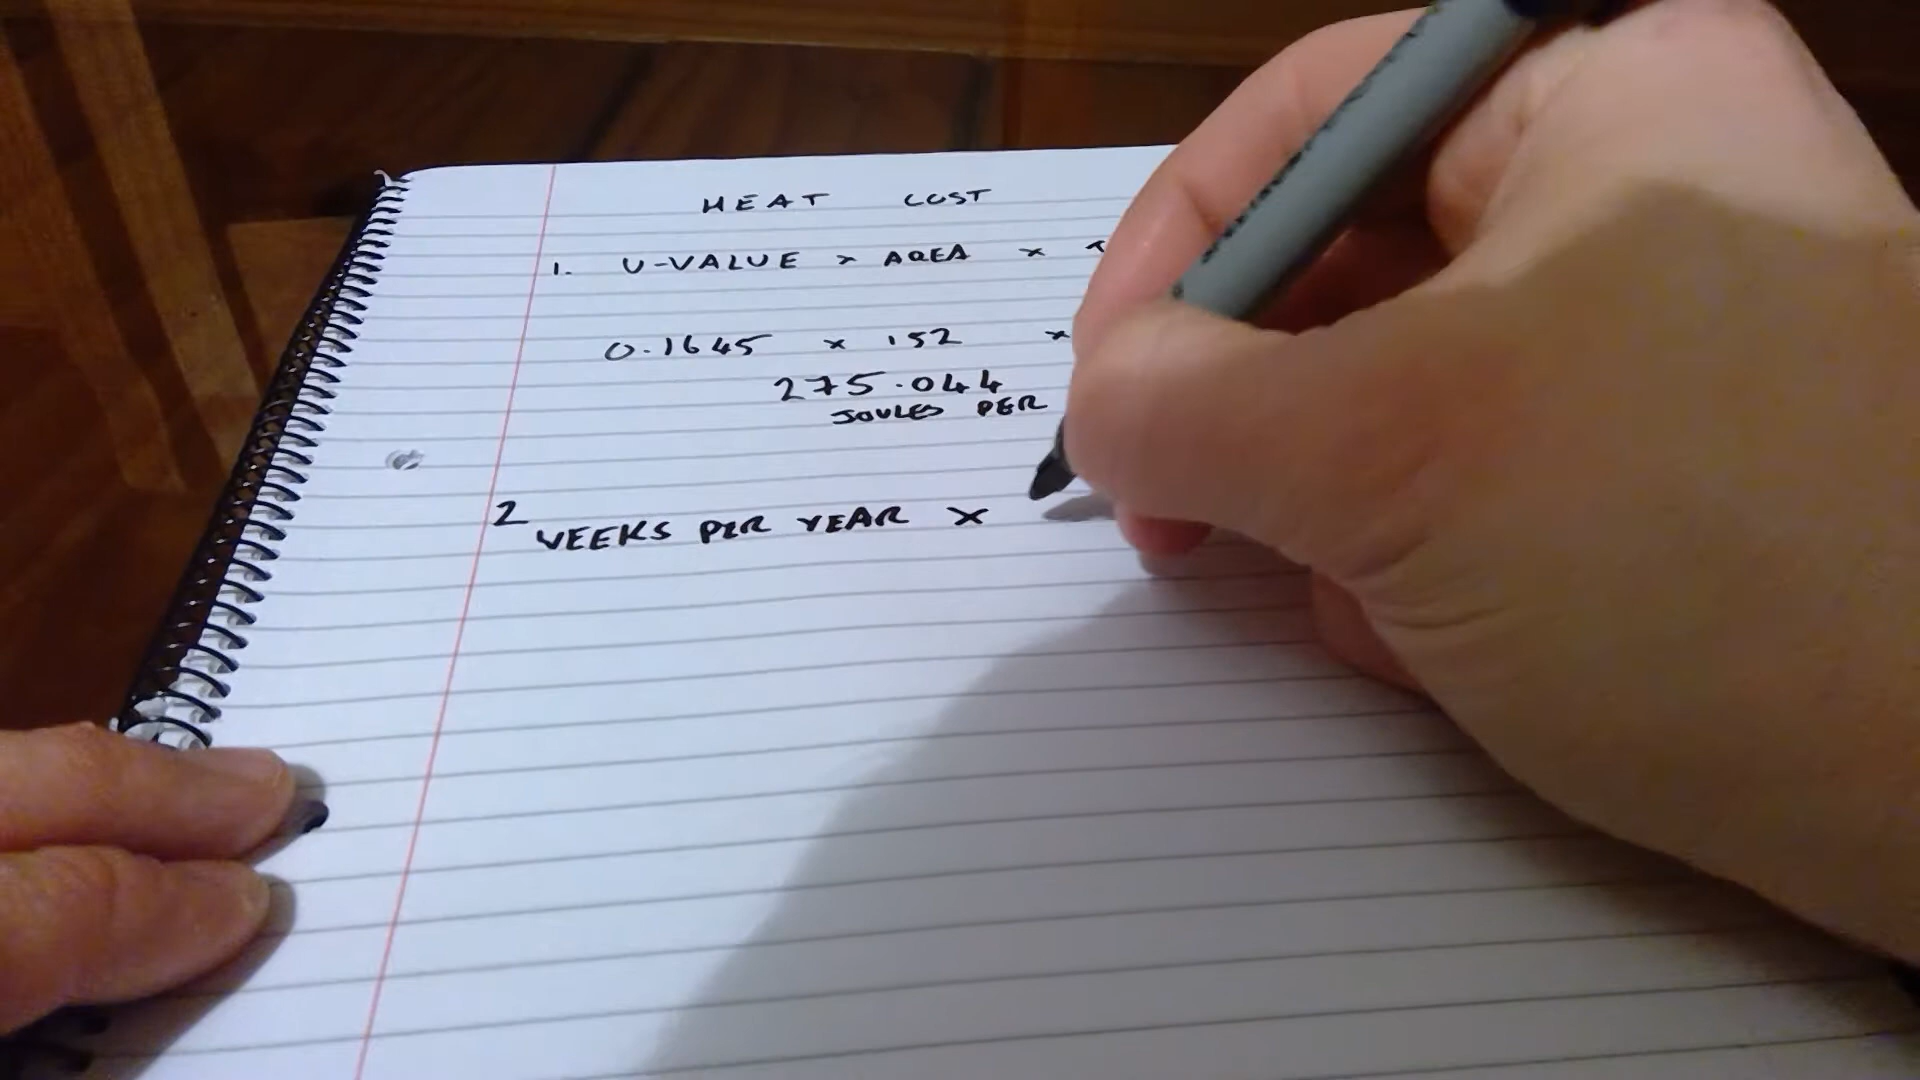 HEAT COST
1. U-VALUE × AREA ×
0.1645 × 152 ×
275.044
JOULES PER
2 WEEKS PER YEAR ×